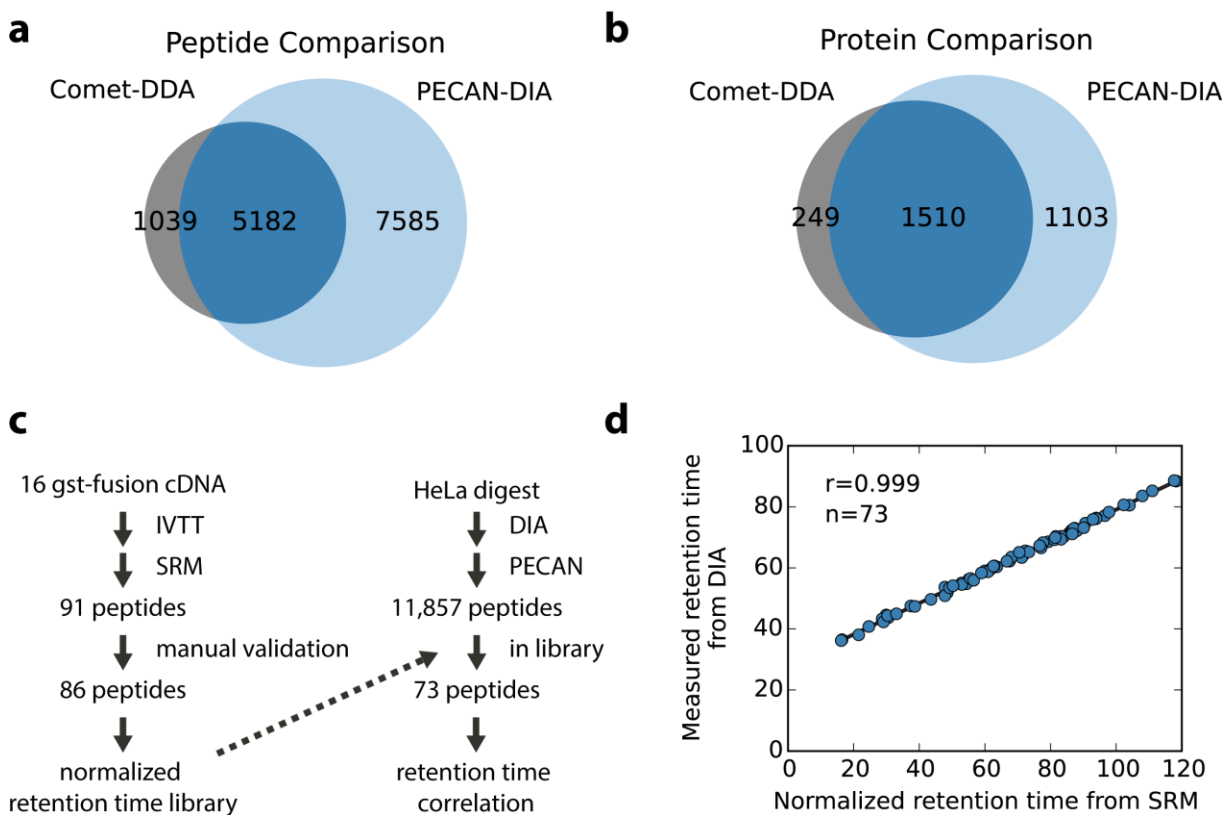 a
Peptide Comparison
Comet-DDA
PECAN-DIA
1039
5182
7585
b
Protein Comparison
Comet-DDA
PECAN-DIA
249
1510
1103
c
16 gst-fusion cDNA
IVTT
SRM
91 peptides
manual validation
86 peptides
normalized
retention time library
HeLa digest
DIA
PECAN
11,857 peptides
in library
73 peptides
retention time
correlation
d
r=0.999
n=73
Measured retention time
from DIA
100
80
60
40
20
0
0 20 40 60 80 100 120
Normalized retention time from SRM